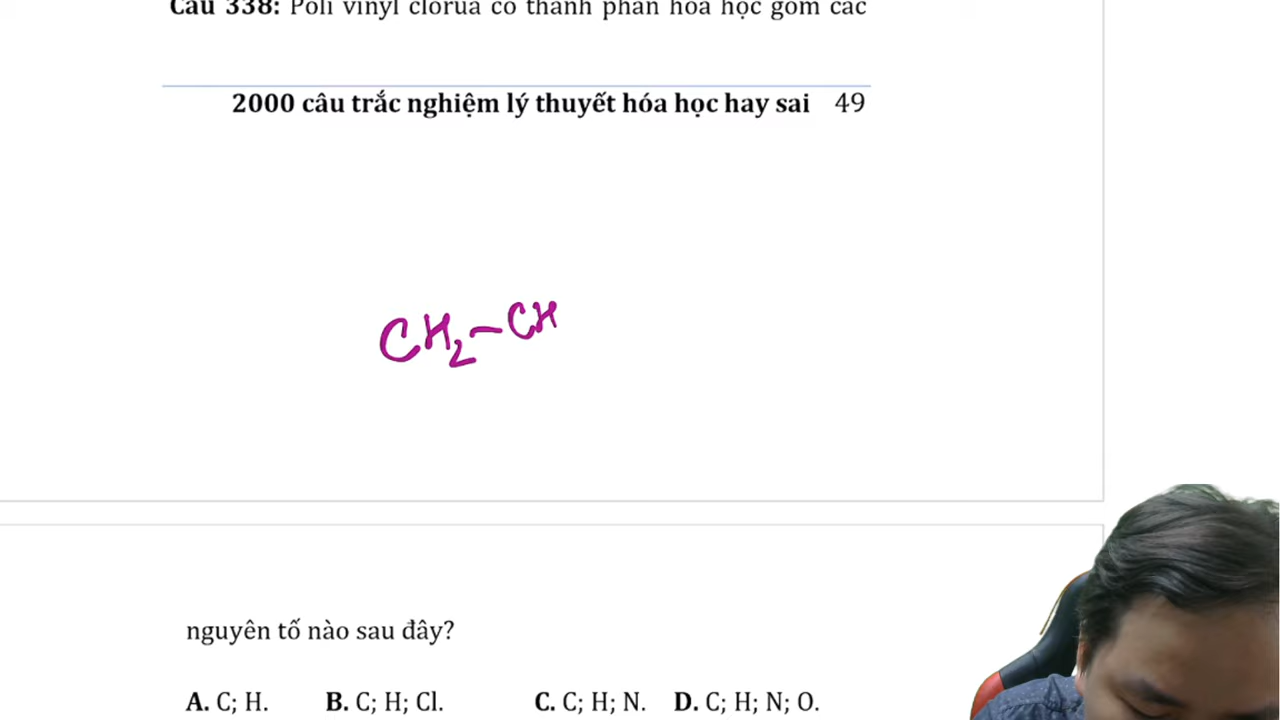 Câu 338: Poli vinyl clorua có thành phần hóa học gồm các
2000 câu trắc nghiệm lý thuyết hóa học hay sai 49
CH2-CH
nguyên tố nào sau đây?
A. C; H. B. C; H; Cl. C. C; H; N. D. C; H; N; O.